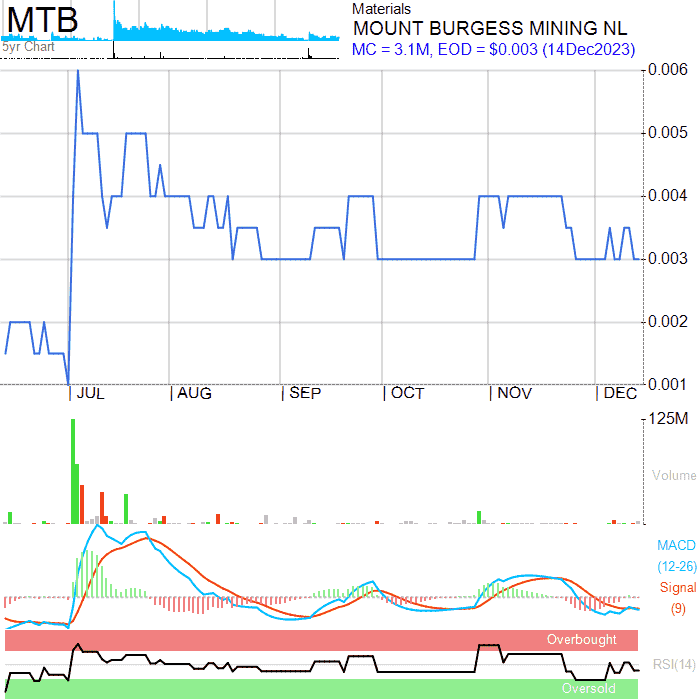 MTB
5yr Chart
Materials
MOUNT BURGESS MINING NL
MC = 3.1M, EOD = $0.003 (14Dec2023)
0.006
0.005
0.004
0.003
0.002
0.001
JUL AUG SEP OCT NOV DEC
125M
Volume
MACD
(12-26)
Signal
(9)
Overbought
RSI(14)
Oversold